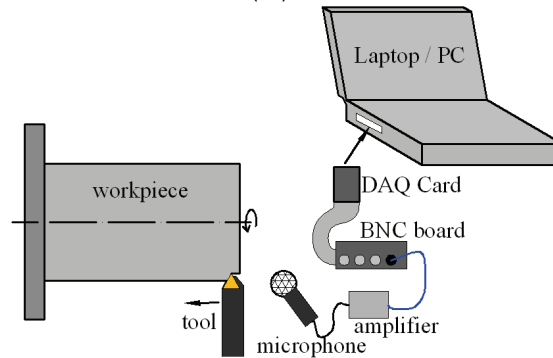 Laptop / PC
workpiece
DAQ Card
BNC board
tool
microphone
amplifier